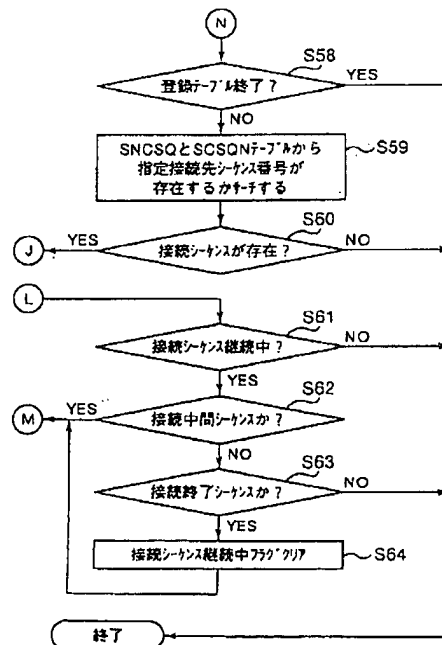 N
S58
登録ﾃｰﾌﾞﾙ終了?
YES
NO
SNCSQとSCSQNテーブルから
指定接続先シーケンス番号が
存在するかサーチする
S59
S60
J
YES
接続シーケンスが存在?
NO
L
S61
接続シーケンス継続中?
NO
YES
S62
M
YES
接続中間シーケンスか?
NO
S63
接続終了シーケンスか?
NO
YES
接続シーケンス継続中フラグクリア
S64
終了